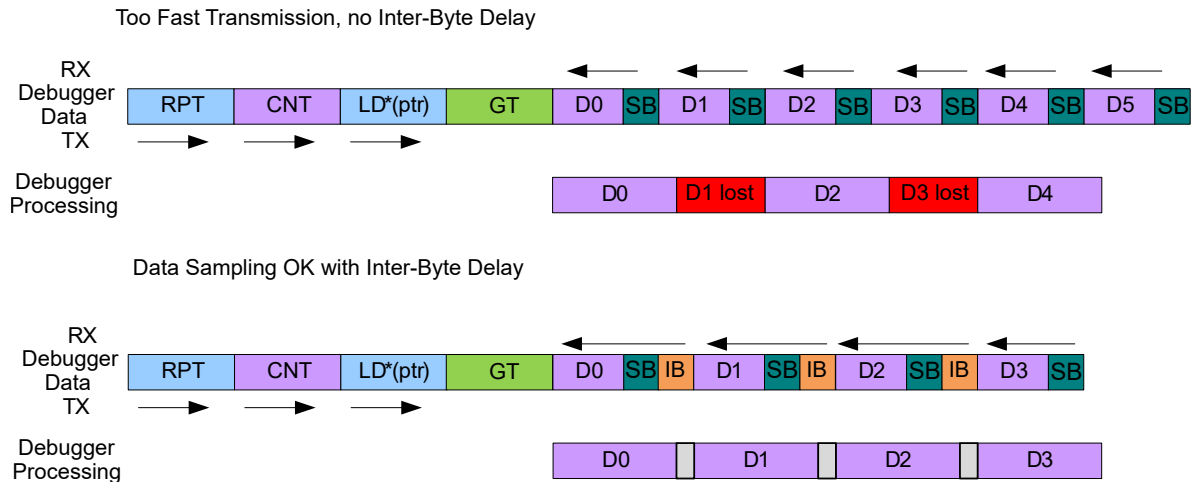 Too Fast Transmission, no Inter-Byte Delay
RX
Debugger
Data
TX
RPT CNT LD*(ptr) GT D0 SB D1 SB D2 SB D3 SB D4 SB D5 SB
Debugger
Processing
D0 D1 lost D2 D3 lost D4
Data Sampling OK with Inter-Byte Delay
RX
Debugger
Data
TX
RPT CNT LD*(ptr) GT D0 SB IB D1 SB IB D2 SB IB D3 SB
Debugger
Processing
D0 D1 D2 D3